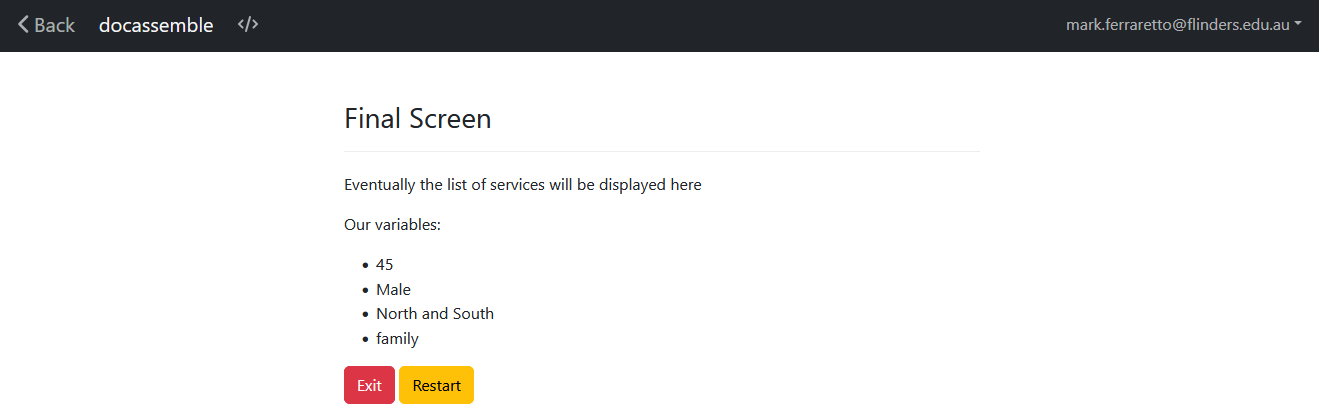 Back docassemble </> mark.ferraretto@flinders.edu.au
Final Screen
Eventually the list of services will be displayed here
Our variables:
• 45
• Male
• North and South
• family
Exit Restart